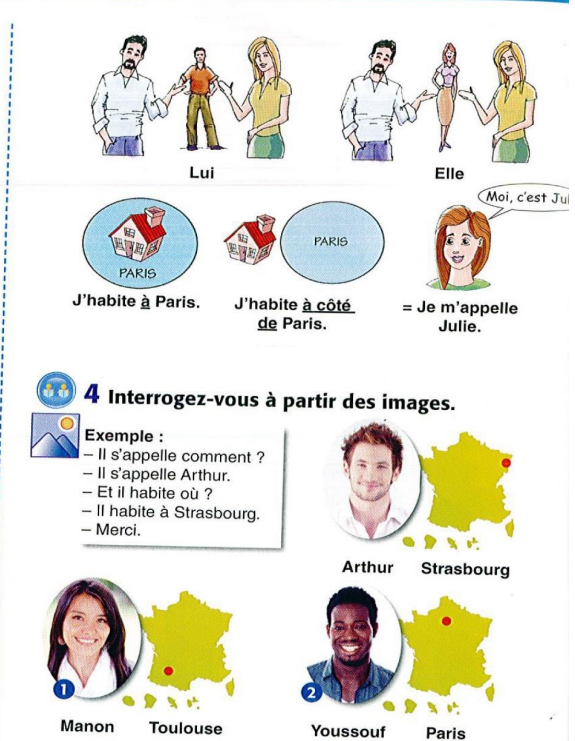 Lui
Elle
Moi, c'est
PARIS
PARIS
J'habite à Paris.
J'habite à côté
de Paris.
= Je m'appelle
Julie.
4 Interrogez-vous à partir des images.
Exemple :
– Il s'appelle comment ?
– Il s'appelle Arthur.
– Et il habite où ?
– Il habite à Strasbourg.
– Merci.
Arthur
Strasbourg
1
Manon
Toulouse
2
Youssouf
Paris